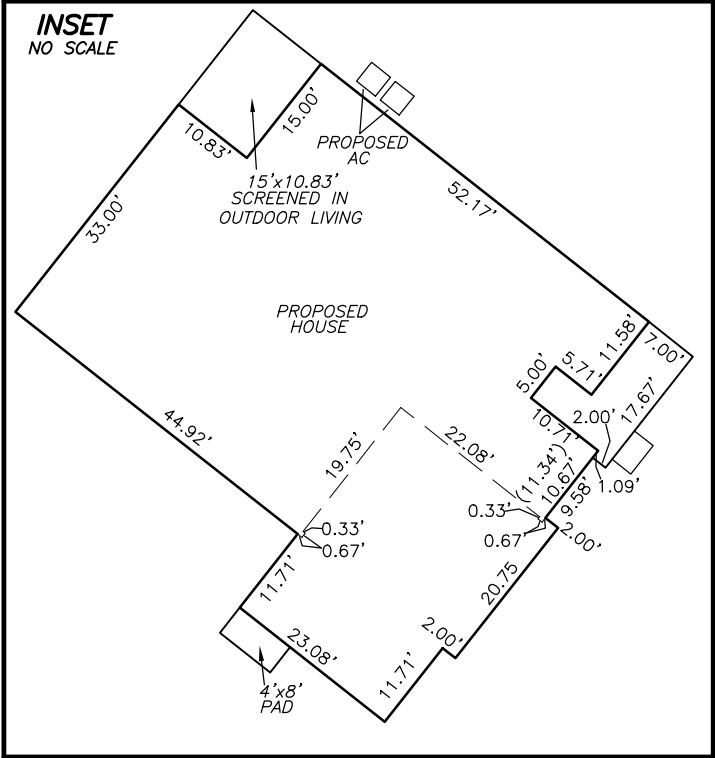 INSET
NO SCALE
10.83'
15.00'
PROPOSED
AC
15'x10.83'
SCREENED IN
OUTDOOR LIVING
52.17'
33.00'
PROPOSED
HOUSE
11.58'
7.00'
5.71'
5.00'
17.67'
2.00'
10.71'
44.92'
19.75'
22.08'
(11.34')
10.67'
9.58'
1.09'
0.33'
0.67'
2.00'
0.33'
0.67'
11.71'
20.75
2.00'
23.08'
11.71'
4'x8'
PAD